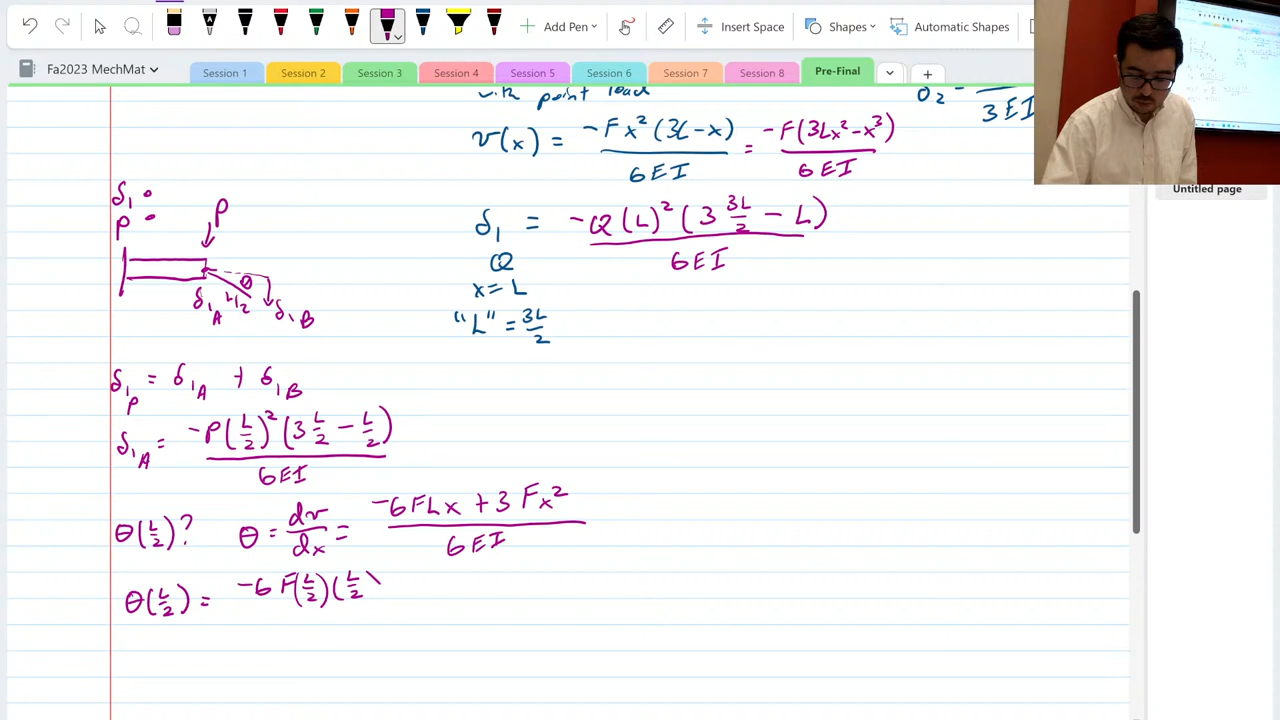 Add Pen
Insert Space
Shapes
Automatic Shapes
Fa2023 MechMat
Session 1
Session 2
Session 3
Session 4
Session 5
Session 6
Session 7
Session 8
Pre-Final
Untitled page
with point load
3EI
v(x) = -Fx²(3L-x) / 6EI = -F(3Lx²-x³) / 6EI
δ₁
P
P
δ₁ = -Q(L)²(3 3L/2 - L) / 6EI
Q
x = L
"L" = 3L/2
θ
L/2
δ₁A
δ₁B
δ₁P = δ₁A + δ₁B
δ₁A = -P(L/2)²(3 L/2 - L/2) / 6EI
θ(L/2)? θ = dv/dx = -6FLx + 3Fx² / 6EI
θ(L/2) = -6F(L/2)(L/2)